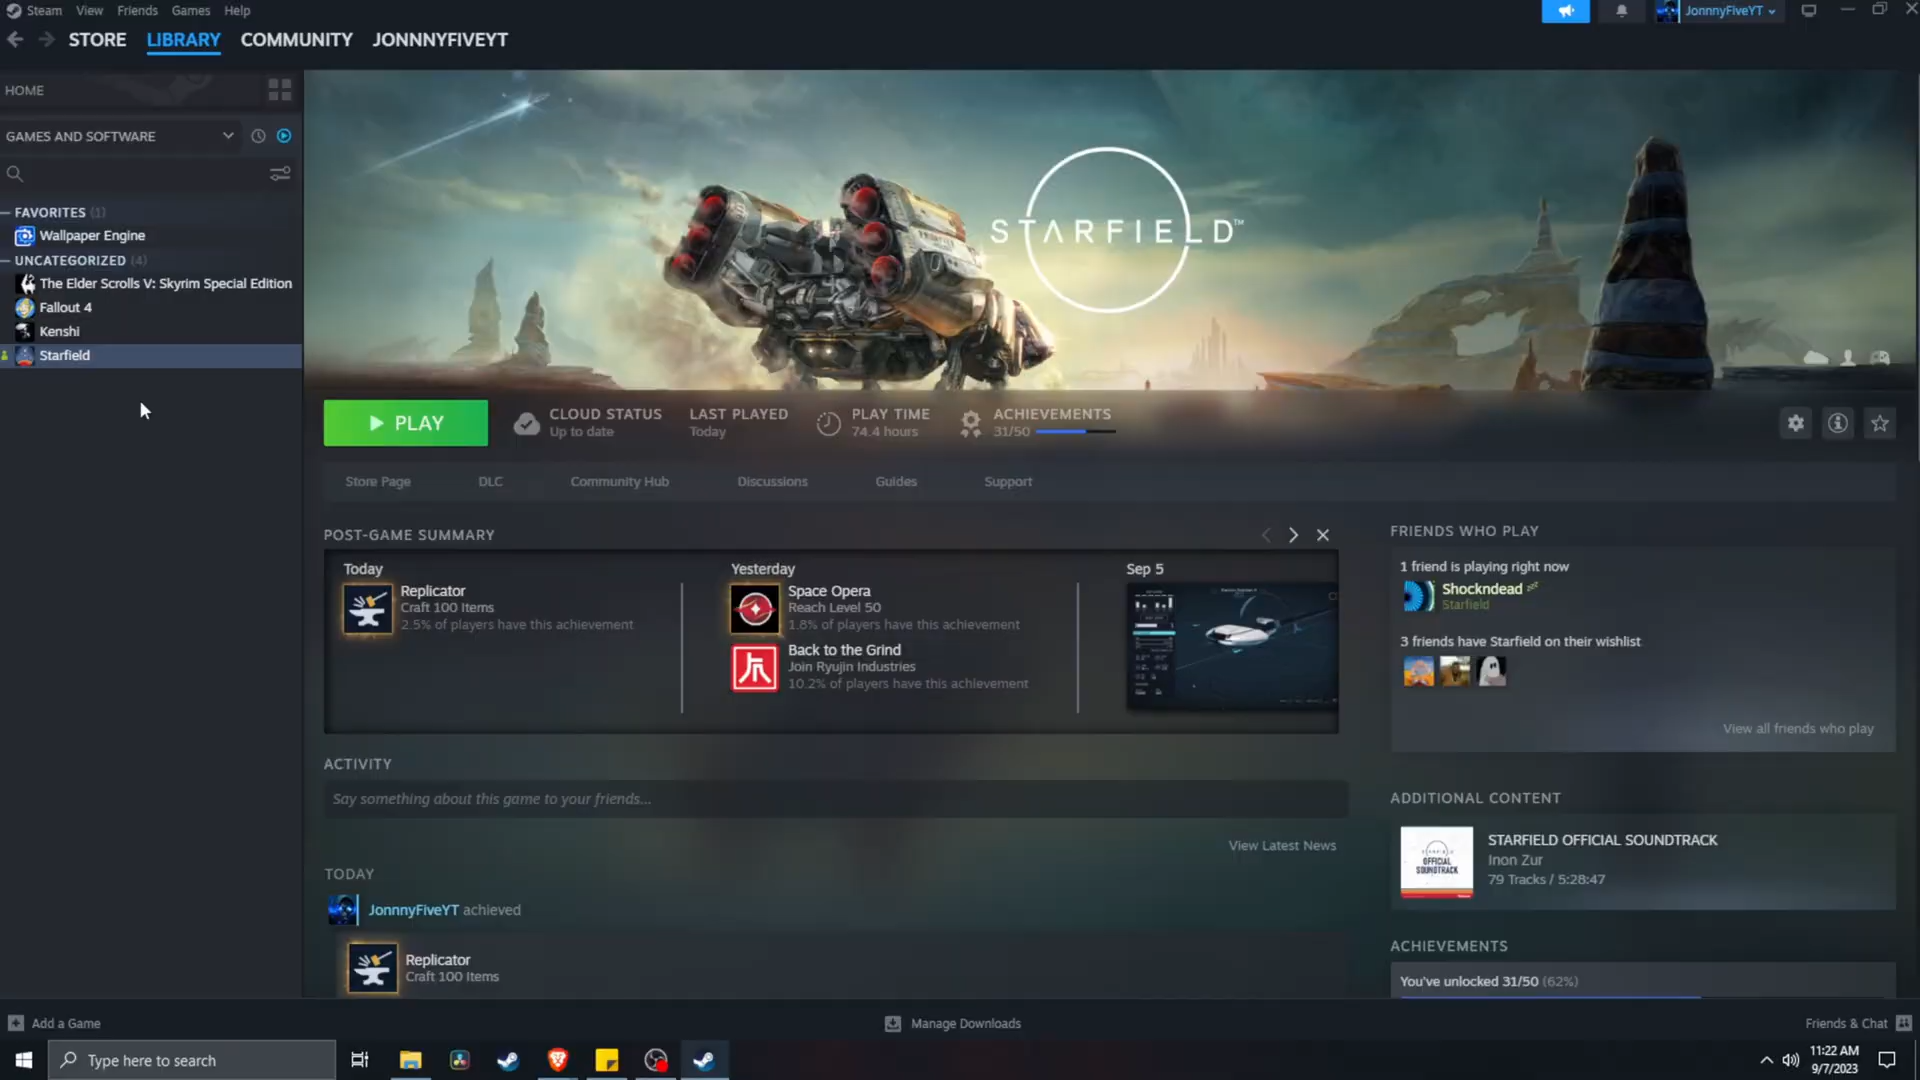 Steam View Friends Games Help
JonnnyFiveYT
STORE LIBRARY COMMUNITY JONNNYFIVEYT
HOME
GAMES AND SOFTWARE
FAVORITES (1)
Wallpaper Engine
UNCATEGORIZED (4)
The Elder Scrolls V: Skyrim Special Edition
Fallout 4
Kenshi
Starfield
STARFIELD™
PLAY
CLOUD STATUS
Up to date
LAST PLAYED
Today
PLAY TIME
74.4 hours
ACHIEVEMENTS
31/50
Store Page DLC Community Hub Discussions Guides Support
POST-GAME SUMMARY
Today
Replicator
Craft 100 Items
2.5% of players have this achievement
Yesterday
Space Opera
Reach Level 50
1.8% of players have this achievement
Back to the Grind
Join Ryujin Industries
10.2% of players have this achievement
Sep 5
FRIENDS WHO PLAY
1 friend is playing right now
Shockndead zz
Starfield
3 friends have Starfield on their wishlist
View all friends who play
ACTIVITY
Say something about this game to your friends...
View Latest News
TODAY
JonnnyFiveYT achieved
Replicator
Craft 100 Items
ADDITIONAL CONTENT
OFFICIAL
SOUNDTRACK
STARFIELD OFFICIAL SOUNDTRACK
Inon Zur
79 Tracks / 5:28:47
ACHIEVEMENTS
You've unlocked 31/50 (62%)
Add a Game
Manage Downloads
Friends & Chat
Type here to search
11:22 AM
9/7/2023